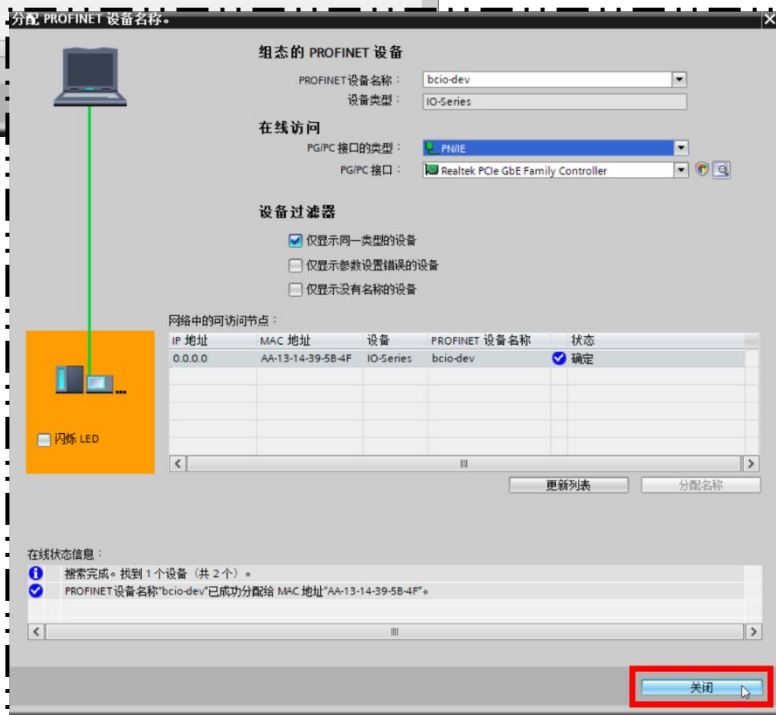 分配 PROFINET 设备名称。
组态的 PROFINET 设备
PROFINET设备名称： bcio-dev
设备类型： IO-Series
在线访问
PG/PC 接口的类型： PN/IE
PG/PC 接口： Realtek PCIe GbE Family Controller
设备过滤器
仅显示同一类型的设备
仅显示参数设置错误的设备
仅显示没有名称的设备
网络中的可访问节点：
IP 地址 MAC 地址 设备 PROFINET 设备名称 状态
0.0.0.0 AA-13-14-39-5B-4F IO-Series bcio-dev 确定
闪烁 LED
更新列表 分配名称
在线状态信息：
搜索完成。找到 1 个设备（共 2 个）。
PROFINET设备名称"bcio-dev"已成功分配给 MAC 地址"AA-13-14-39-5B-4F"。
关闭